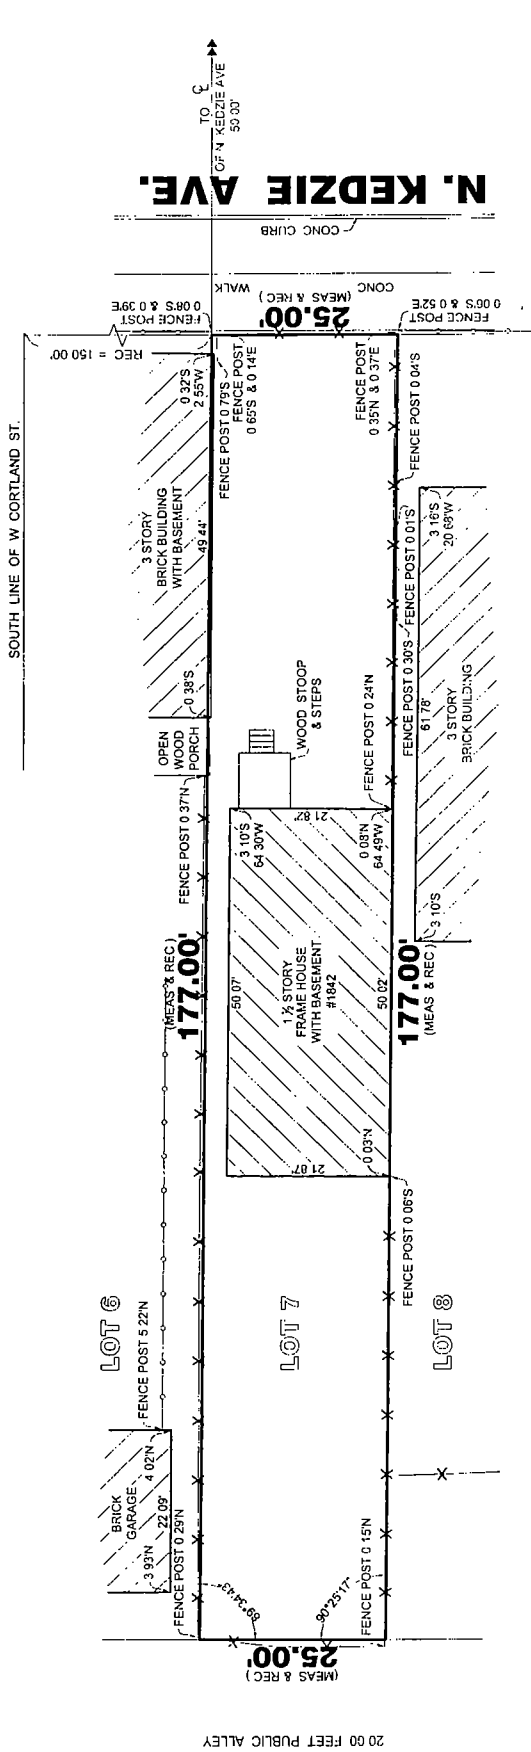 TO ℄
OF N KEDZIE AVE
50 00'
N. KEDZIE AVE.
CONC CURB
CONC
WALK
25.00'
(MEAS & REC)
FENCE POST
0 08'S & 0 39'E
FENCE POST
0 06'S & 0 52'E
REC = 150 00'
SOUTH LINE OF W CORTLAND ST.
0 32'S
2 55'W
FENCE POST 0 79'S
FENCE POST
0 65'S & 0 14'E
FENCE POST
0 35'N & 0 37'E
FENCE POST 0 04'S
3 STORY
BRICK BUILDING
WITH BASEMENT
49 44'
0 38'S
3 16'S
20 68'W
FENCE POST 0 01'S
FENCE POST 0 30'S
61 78'
3 STORY
BRICK BUILDING
3 10'S
OPEN
WOOD
PORCH
WOOD STOOP
& STEPS
FENCE POST 0 24'N
FENCE POST 0 37'N
21 82'
3 10'S
64 30'W
0 08'N
64 49'W
(MEAS & REC)
177.00'
50 07'
1 ½ STORY
FRAME HOUSE
WITH BASEMENT
#1842
50 02'
177.00'
(MEAS & REC)
21 87'
0 03'N
FENCE POST 0 06'S
LOT 6
LOT 7
LOT 8
FENCE POST 5 22'N
4 02'N
BRICK
GARAGE
22 09'
3 93'N
FENCE POST 0 29'N
89°34'43"
90°25'17"
FENCE POST 0 15'N
25.00'
(MEAS & REC)
20 00 FEET PUBLIC ALLEY